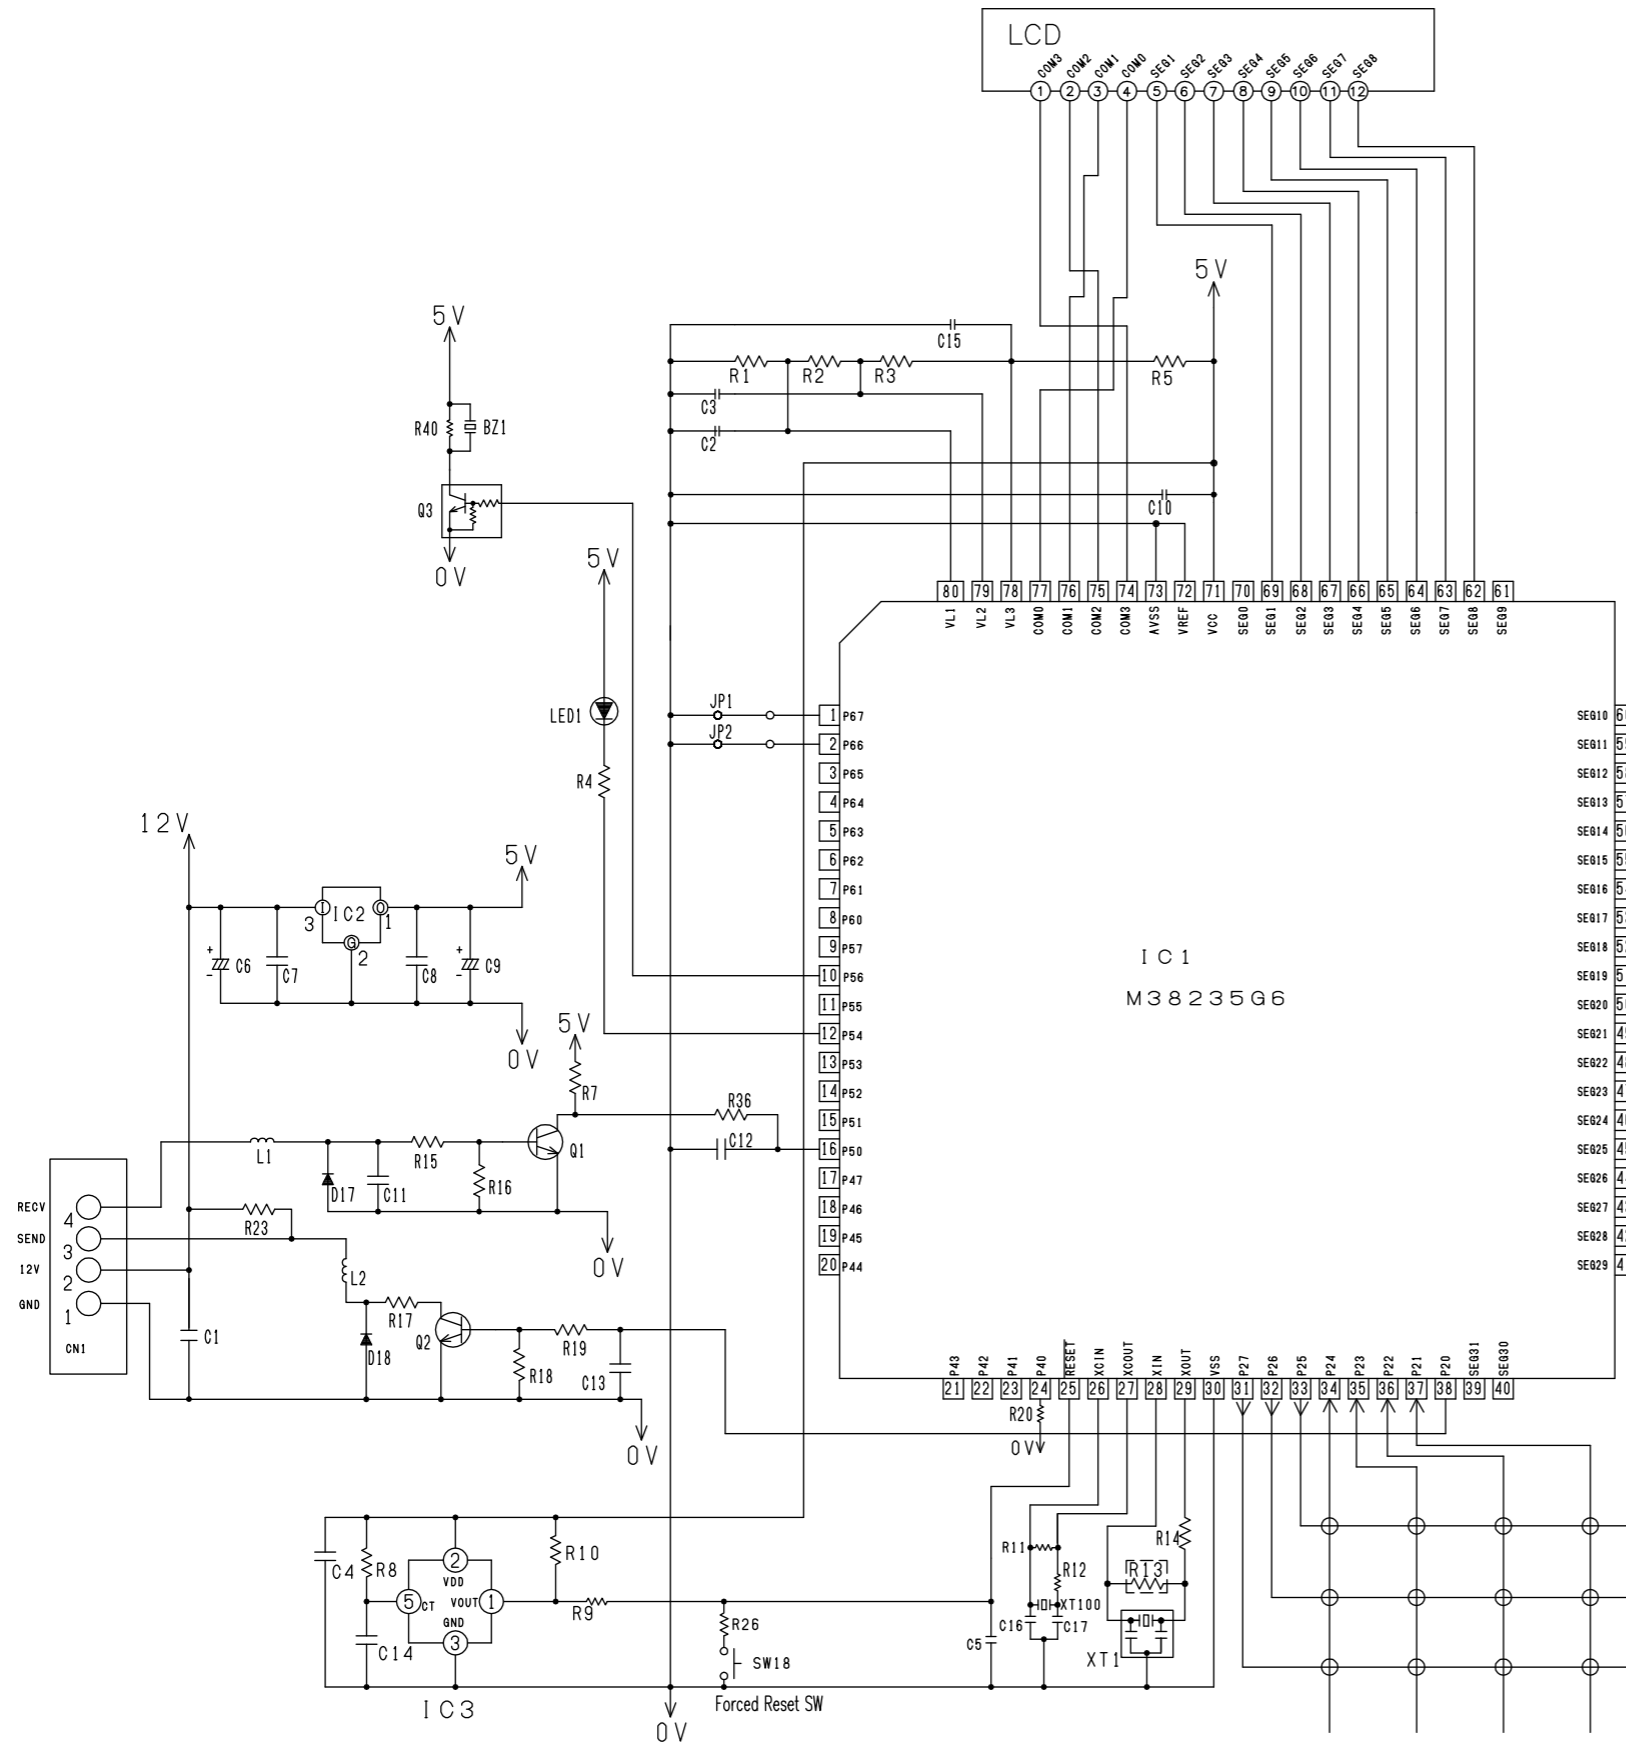 LCD
COM3 COM2 COM1 COM0 SEG1 SEG2 SEG3 SEG4 SEG5 SEG6 SEG7 SEG8
1 2 3 4 5 6 7 8 9 10 11 12
5V
5V
C15
R1 R2 R3 R5
C3
R40 BZ1
C2
Q3
C10
0V
5V
80 79 78 77 76 75 74 73 72 71 70 69 68 67 66 65 64 63 62 61
VL1 VL2 VL3 COM0 COM1 COM2 COM3 AVSS VREF VCC SEG0 SEG1 SEG2 SEG3 SEG4 SEG5 SEG6 SEG7 SEG8 SEG9
LED1
JP1
1 P67 SEG10
JP2
2 P66 SEG11
R4
3 P65 SEG12
4 P64 SEG13
12V
5 P63 SEG14
5V
6 P62 SEG15
7 P61 SEG16
I IC2 O
3 1
G 2
8 P60 SEG17
9 P57 SEG18
+ - C6 C7 C8 + - C9
IC1
M38235G6
10 P56 SEG19
11 P55 SEG20
5V
12 P54 SEG21
0V
13 P53 SEG22
R7
14 P52 SEG23
R36
15 P51 SEG24
C12
16 P50 SEG25
L1 R15 Q1
17 P47 SEG26
D17 C11 R16
18 P46 SEG27
RECV 4
R23
19 P45 SEG28
SEND 3
20 P44 SEG29
12V 2
L2
0V
GND 1
CN1
C1
R17 Q2 R19
D18 R18 C13
P43 P42 P41 P40 RESET XCIN XCOUT XIN XOUT VSS P27 P26 P25 P24 P23 P22 P21 P20 SEG31 SEG30
21 22 23 24 25 26 27 28 29 30 31 32 33 34 35 36 37 38 39 40
R20
0V
0V
R14
R11
C4 R8 2 VDD R10
R12 R13
5 CT VOUT 1
R9
XT100
GND 3
R26
C16 C17
C14
C5
SW18
XT1
IC3
Forced Reset SW
0V